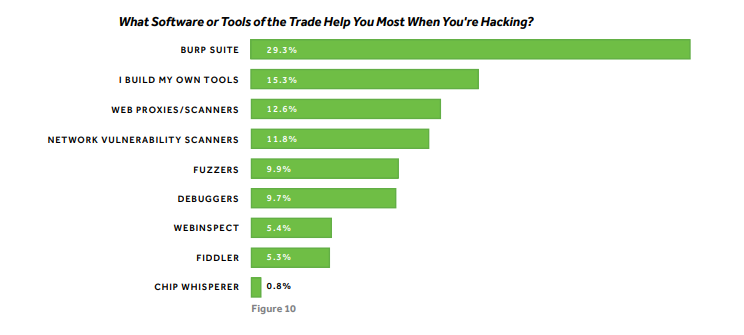 What Software or Tools of the Trade Help You Most When You're Hacking?
BURP SUITE 29.3%
I BUILD MY OWN TOOLS 15.3%
WEB PROXIES/SCANNERS 12.6%
NETWORK VULNERABILITY SCANNERS 11.8%
FUZZERS 9.9%
DEBUGGERS 9.7%
WEBINSPECT 5.4%
FIDDLER 5.3%
CHIP WHISPERER 0.8%
Figure 10